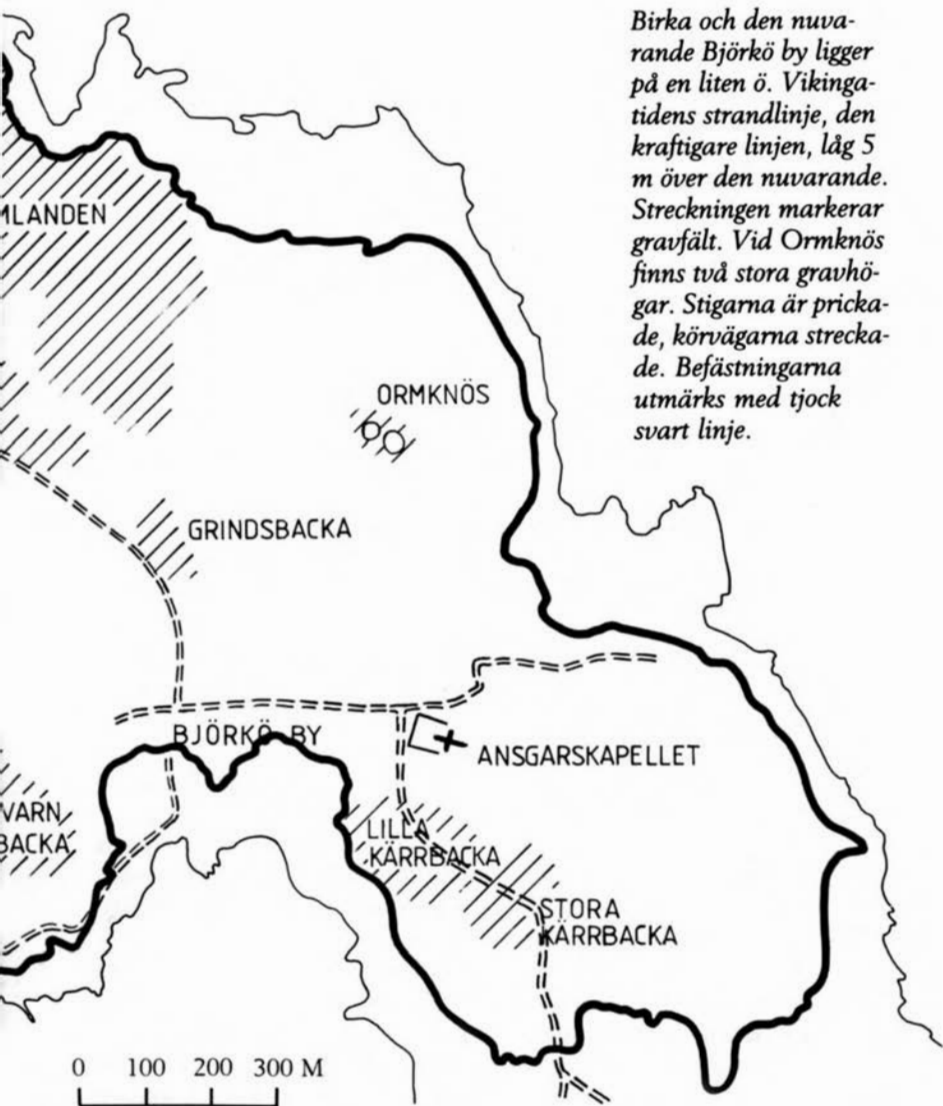 Birka och den nuva-
rande Björkö by ligger
på en liten ö. Vikinga-
tidens strandlinje, den
kraftigare linjen, låg 5
m över den nuvarande.
Streckningen markerar
gravfält. Vid Ormknös
finns två stora gravhö-
gar. Stigarna är pricka-
de, körvägarna strecka-
de. Befästningarna
utmärks med tjock
svart linje.
MLANDEN
ORMKNÖS
GRINDSBACKA
BJÖRKÖ BY
ANSGARSKAPELLET
VARN
BACKA
LILLA
KÄRRBACKA
STORA
KÄRRBACKA
0 100 200 300 M